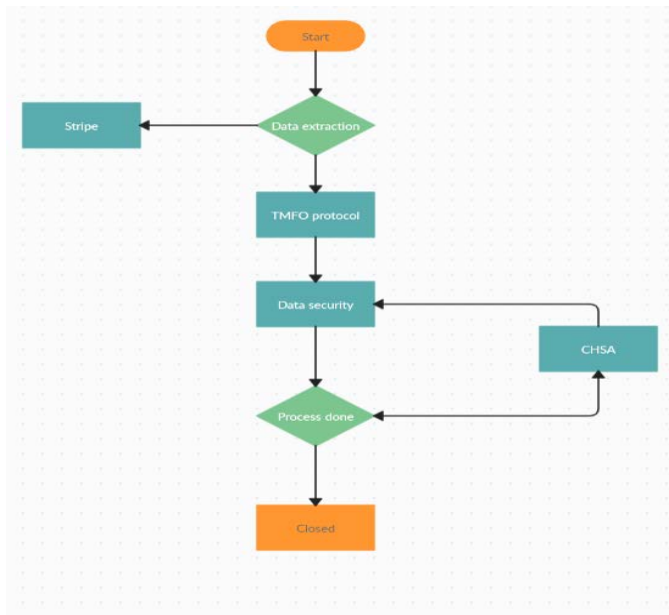 Start
Data extraction
Stripe
TMFO protocol
Data security
CHSA
Process done
Closed